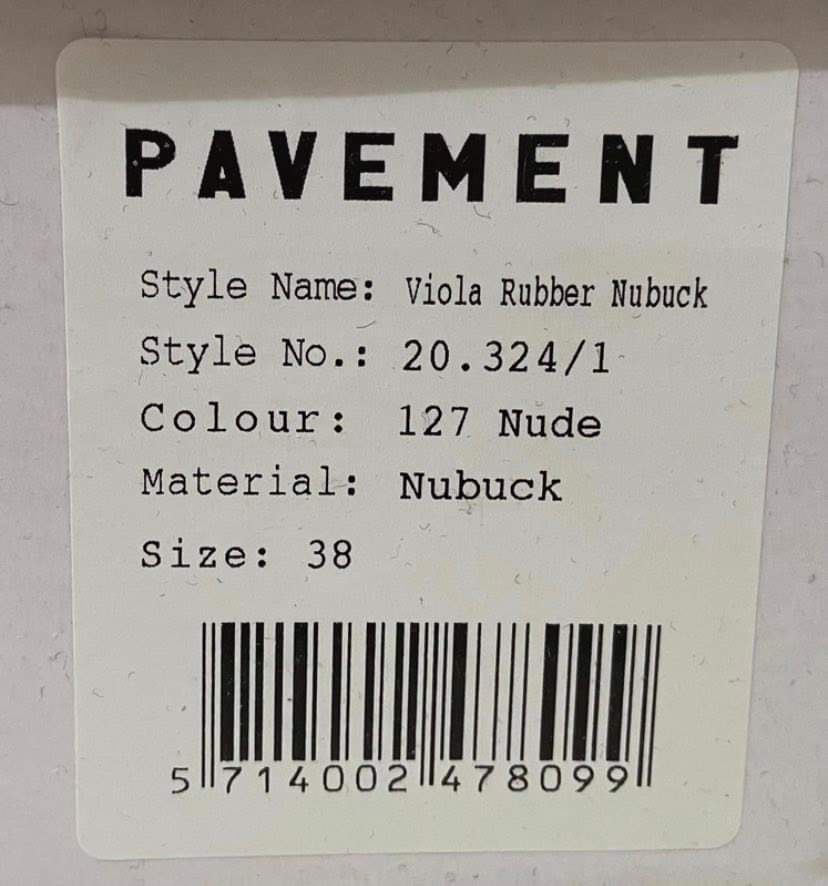 PAVEMENT
Style Name: Viola Rubber Nubuck
Style No.: 20.324/1
Colour: 127 Nude
Material: Nubuck
Size: 38
5 714002 478099